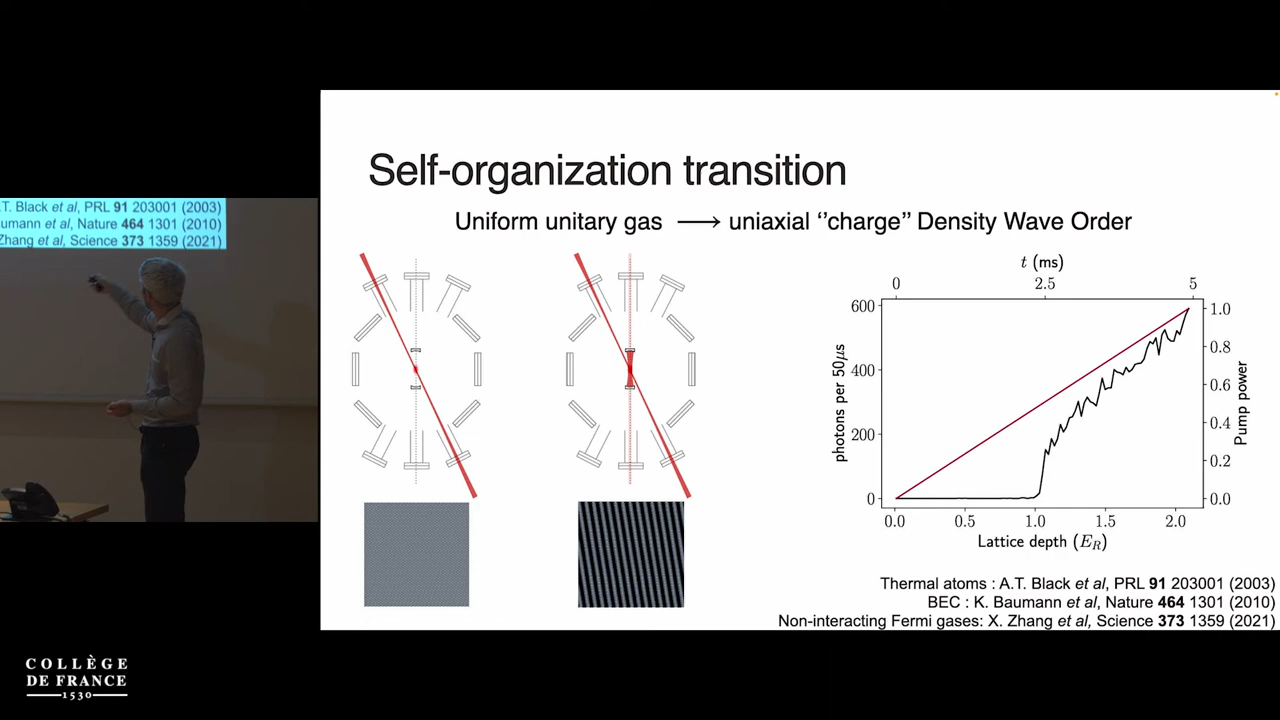 .T. Black et al, PRL 91 203001 (2003)
umann et al, Nature 464 1301 (2010)
Zhang et al, Science 373 1359 (2021)
Self-organization transition
Uniform unitary gas ⟶ uniaxial ‘’charge’’ Density Wave Order
t (ms)
0 2.5 5
600
400
200
0
photons per 50μs
1.0
0.8
0.6
0.4
0.2
0.0
Pump power
0.0 0.5 1.0 1.5 2.0
Lattice depth (E_R)
Thermal atoms : A.T. Black et al, PRL 91 203001 (2003)
BEC : K. Baumann et al, Nature 464 1301 (2010)
Non-interacting Fermi gases: X. Zhang et al, Science 373 1359 (2021)
COLLÈGE
DE FRANCE
1530